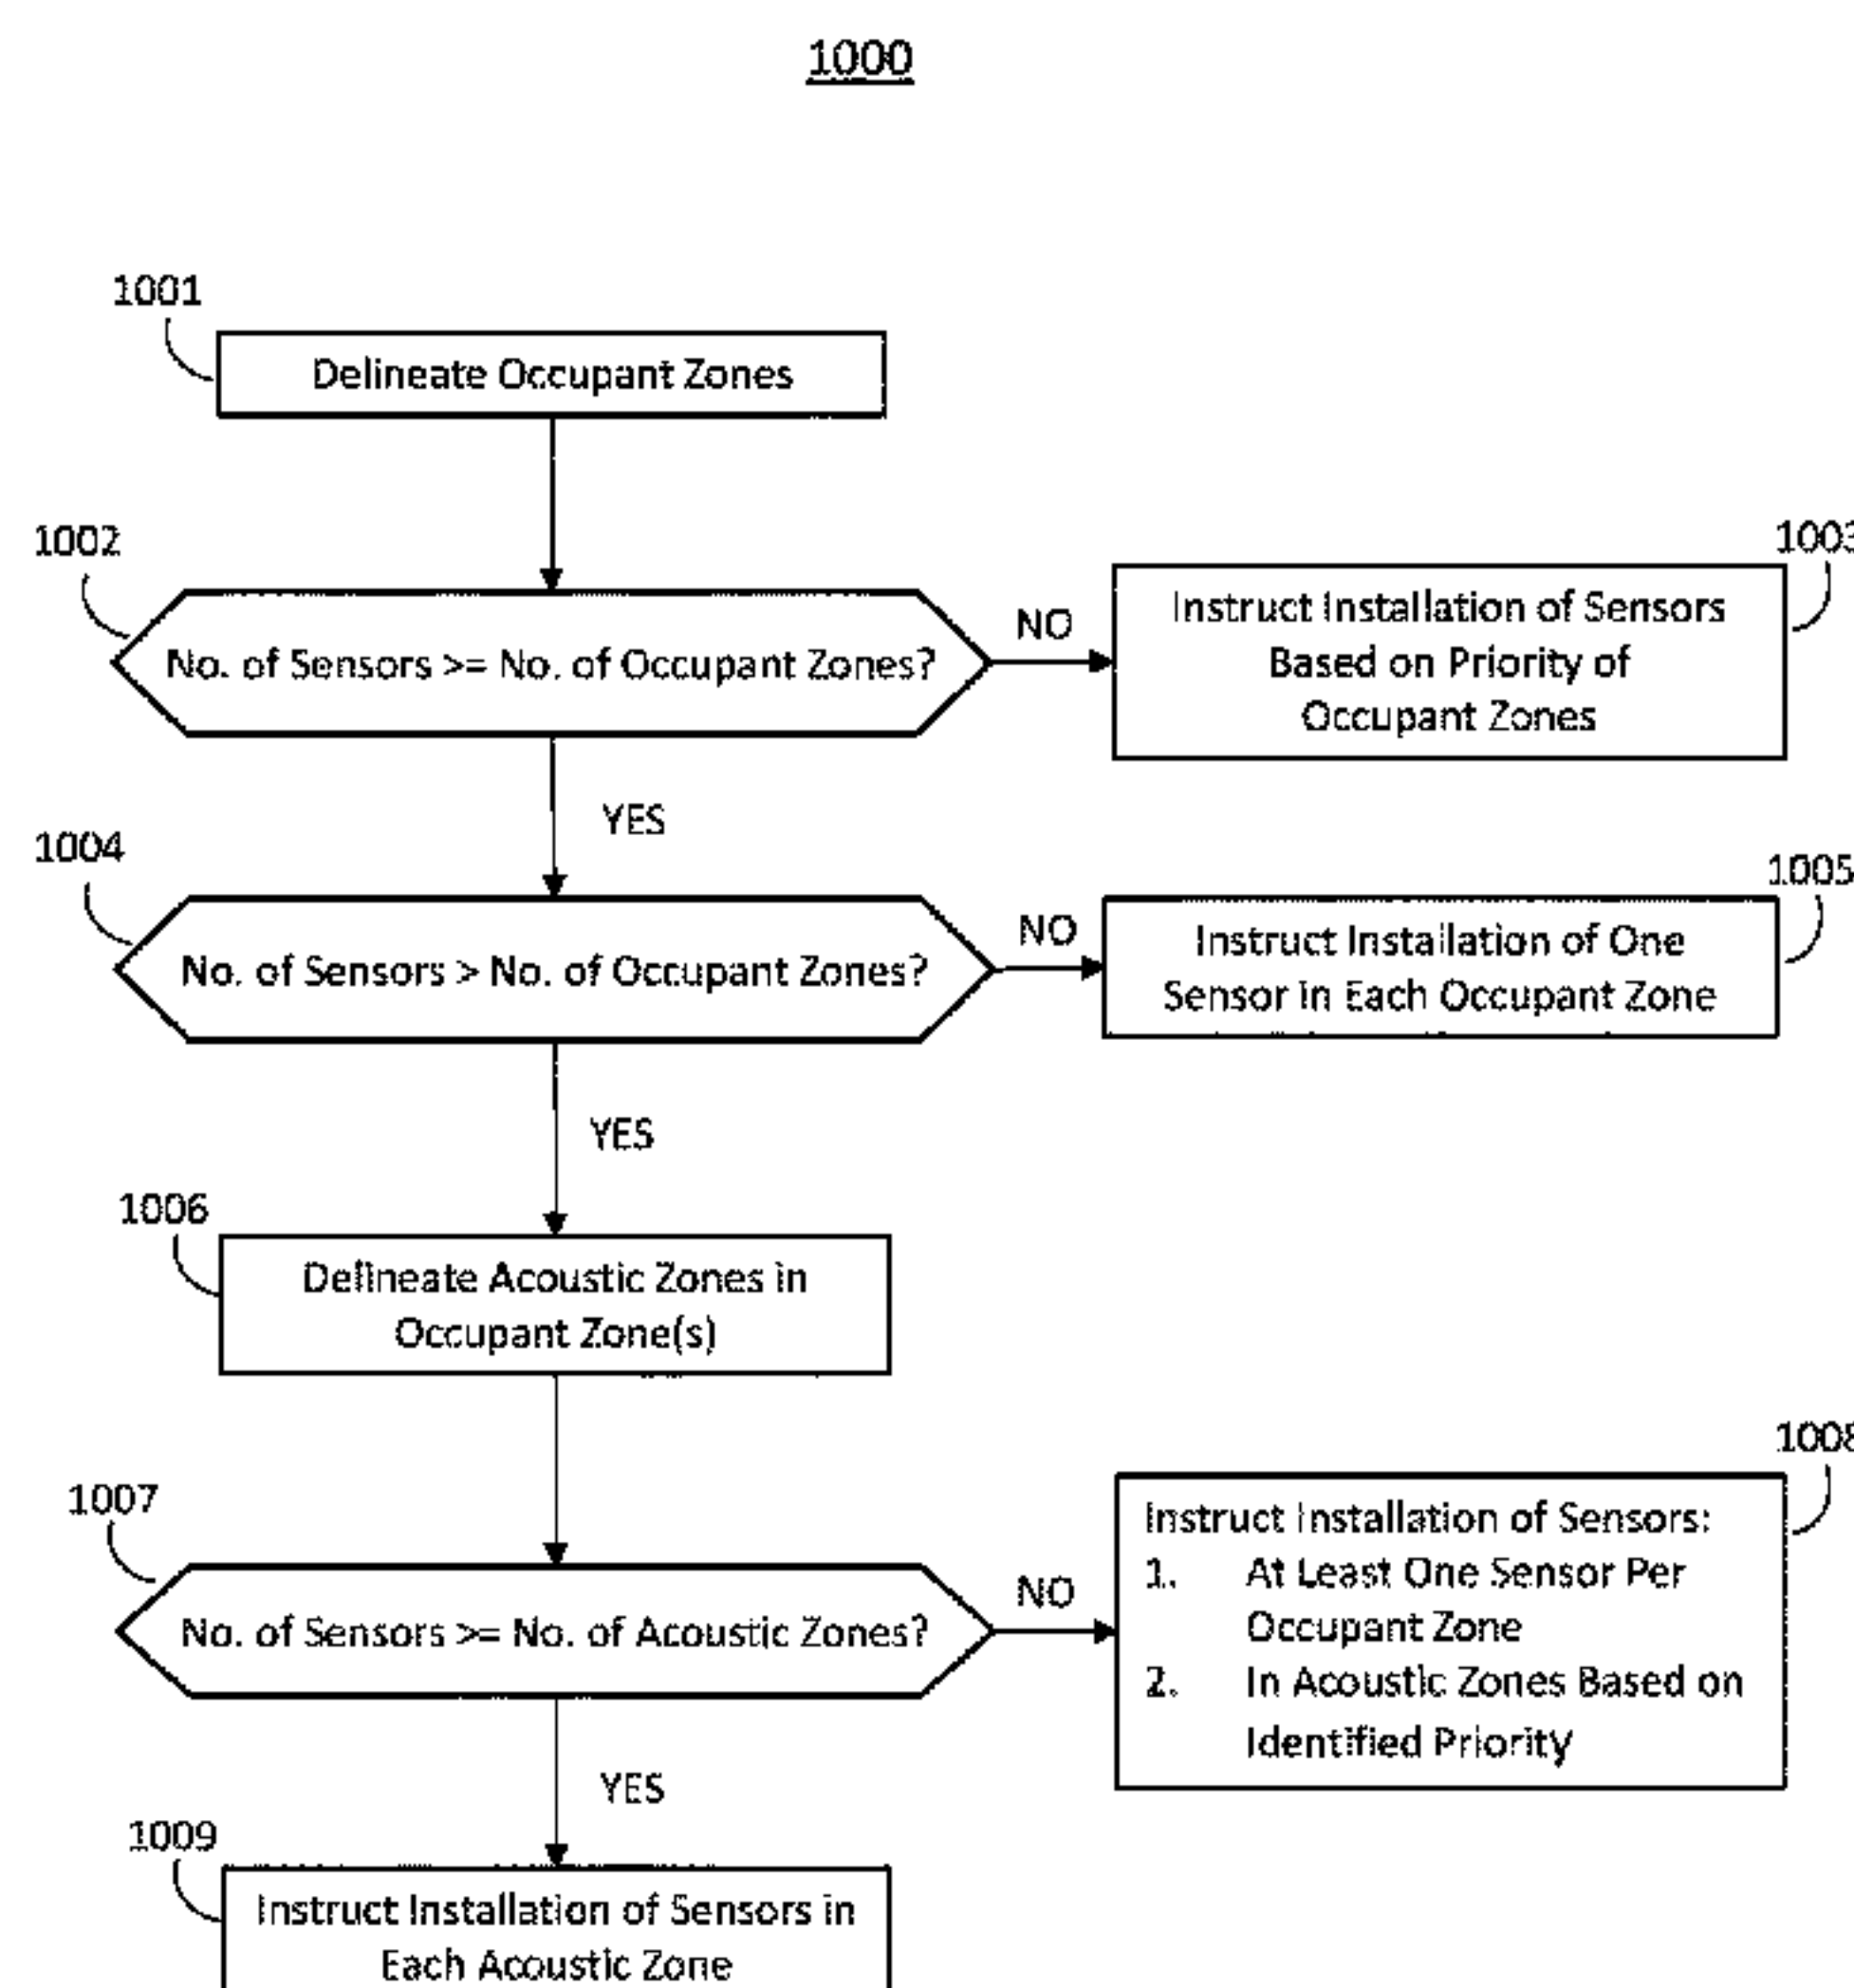 1000
1001
Delineate Occupant Zones
1002
No. of Sensors >= No. of Occupant Zones?
NO
1003
Instruct Installation of Sensors
Based on Priority of
Occupant Zones
YES
1004
No. of Sensors > No. of Occupant Zones?
NO
1005
Instruct Installation of One
Sensor in Each Occupant Zone
YES
1006
Delineate Acoustic Zones in
Occupant Zone(s)
1007
No. of Sensors >= No. of Acoustic Zones?
NO
1008
Instruct Installation of Sensors:
1. At Least One Sensor Per
Occupant Zone
2. In Acoustic Zones Based on
Identified Priority
YES
1009
Instruct Installation of Sensors in
Each Acoustic Zone